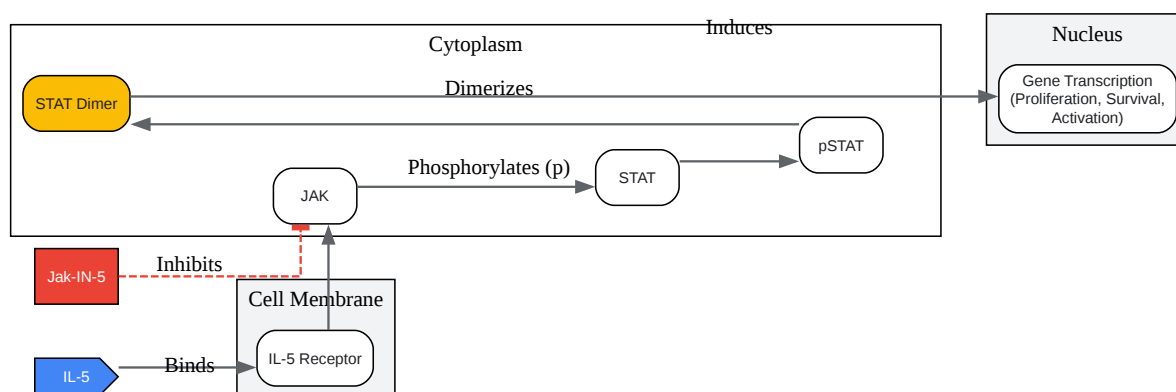 Induces
Nucleus
Cytoplasm
Gene Transcription
(Proliferation, Survival,
Activation)
STAT Dimer
Dimerizes
pSTAT
Phosphorylates (p)
STAT
JAK
Jak-IN-5
Inhibits
Cell Membrane
IL-5 Receptor
IL-5
Binds